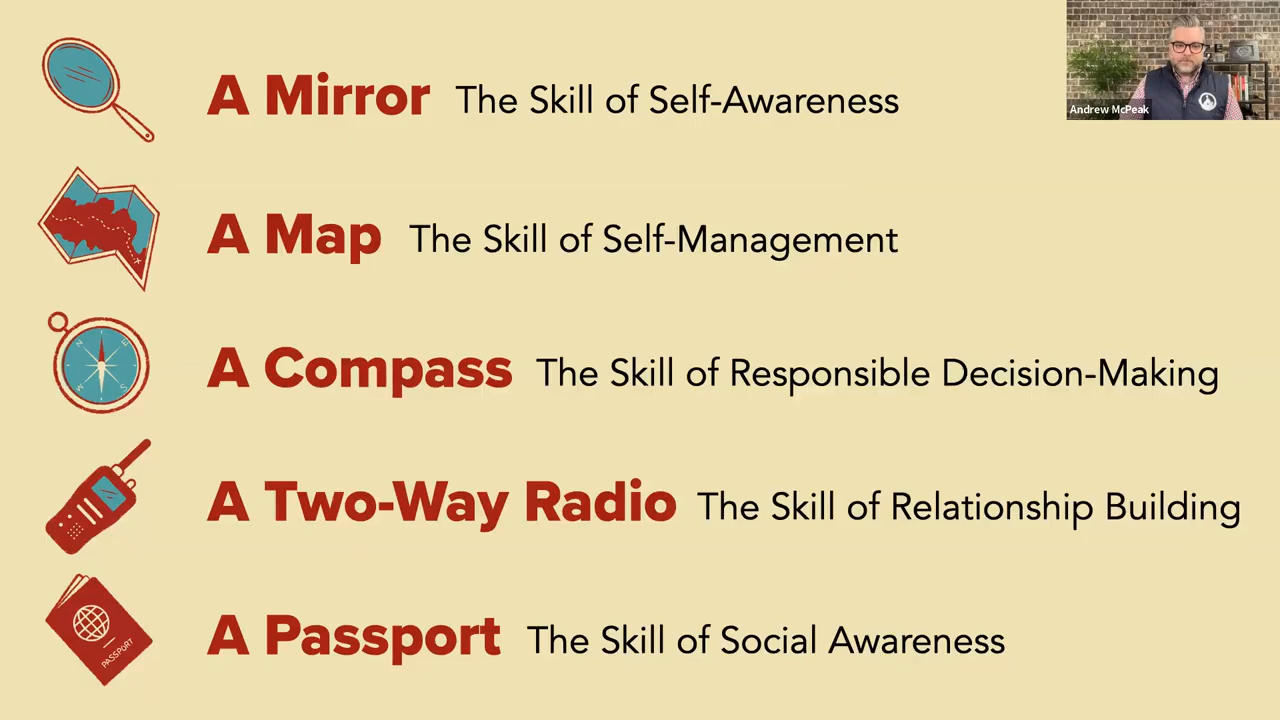 A Mirror The Skill of Self-Awareness
Andrew McPeak
A Map The Skill of Self-Management
A Compass The Skill of Responsible Decision-Making
A Two-Way Radio The Skill of Relationship Building
A Passport The Skill of Social Awareness
N
E
S
W
PASSPORT